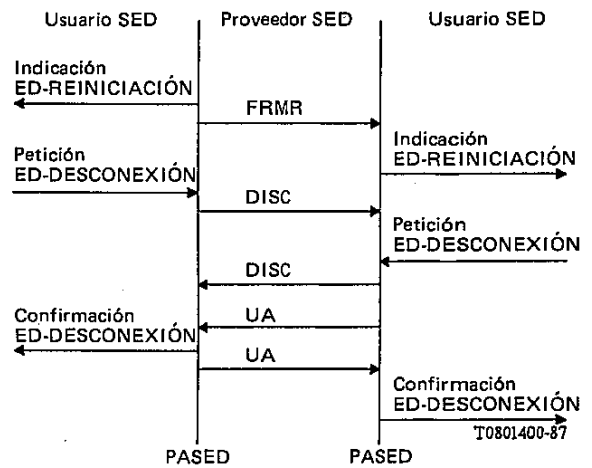 Usuario SED Proveedor SED Usuario SED
Indicación
ED-REINICIACIÓN
FRMR
Indicación
ED-REINICIACIÓN
Petición
ED-DESCONEXIÓN
DISC
Petición
ED-DESCONEXIÓN
DISC
Confirmación
ED-DESCONEXIÓN
UA
UA
Confirmación
ED-DESCONEXIÓN
T0801400-87
PASED PASED